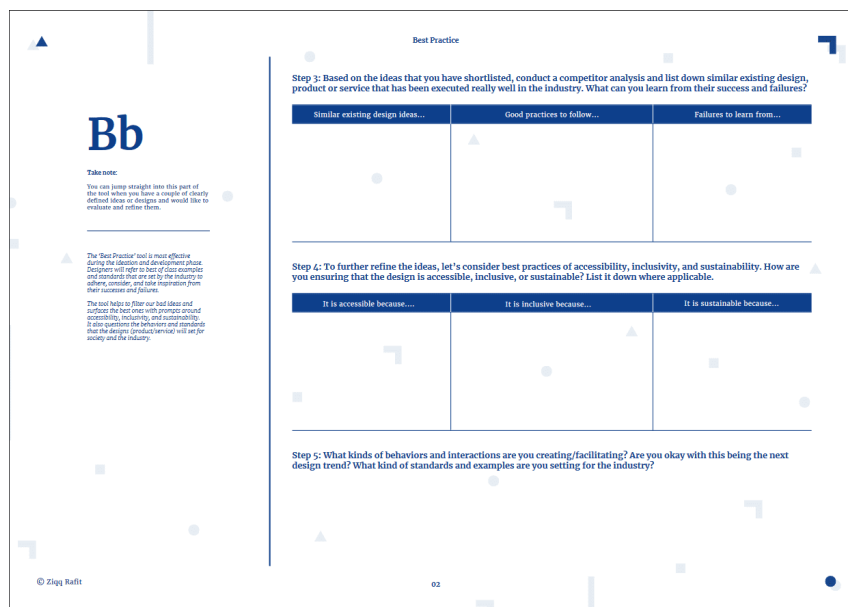 Best Practice
Bb
Take note:
You can jump straight into this part of
the tool when you have a couple of clearly
defined ideas or designs and would like to
evaluate and refine them.
The 'Best Practice' tool is most effective
during the ideation and development phase.
Designers will refer to best of class examples
and standards that are set by the industry to
adhere, consider, and take inspiration from
their successes and failures.
The tool helps to filter our bad ideas and
surfaces the best ones with prompts around
accessibility, inclusivity, and sustainability.
It also questions the behaviors and standards
that the designs (product/service) will set for
society and the industry.
Step 3: Based on the ideas that you have shortlisted, conduct a competitor analysis and list down similar existing design,
product or service that has been executed really well in the industry. What can you learn from their success and failures?
Similar existing design ideas...
Good practices to follow...
Failures to learn from...
Step 4: To further refine the ideas, let's consider best practices of accessibility, inclusivity, and sustainability. How are
you ensuring that the design is accessible, inclusive, or sustainable? List it down where applicable.
It is accessible because....
It is inclusive because...
It is sustainable because...
Step 5: What kinds of behaviors and interactions are you creating/facilitating? Are you okay with this being the next
design trend? What kind of standards and examples are you setting for the industry?
© Ziqq Rafit
02